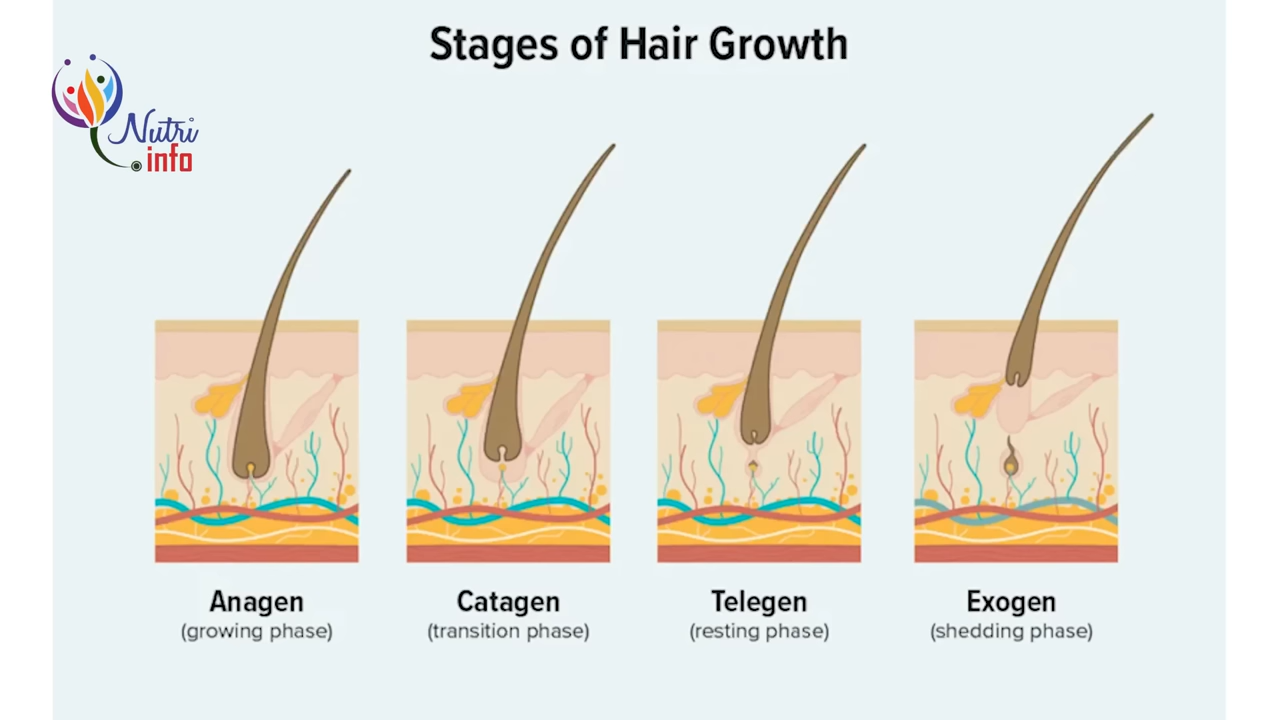 Stages of Hair Growth
Nutri
info
Anagen
(growing phase)
Catagen
(transition phase)
Telegen
(resting phase)
Exogen
(shedding phase)